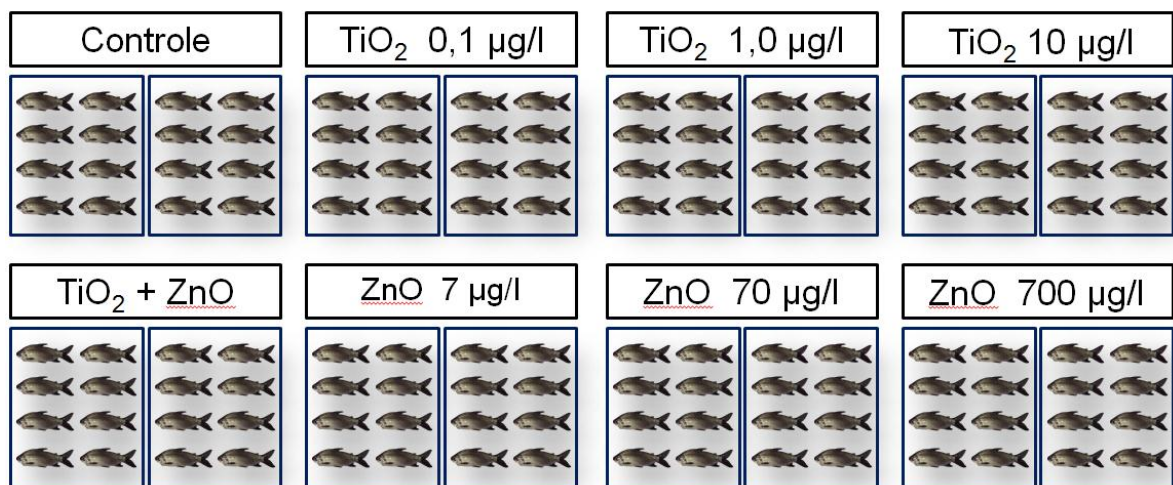 Controle
TiO₂ 0,1 µg/l
TiO₂ 1,0 µg/l
TiO₂ 10 µg/l
TiO₂ + ZnO
ZnO 7 µg/l
ZnO 70 µg/l
ZnO 700 µg/l